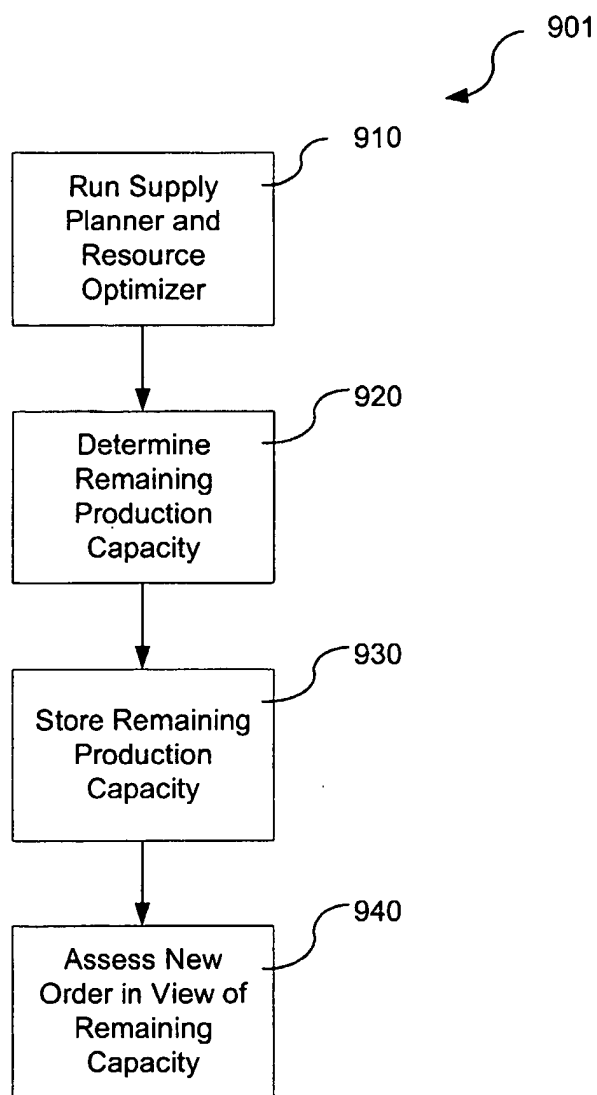 901
910
Run Supply
Planner and
Resource
Optimizer
920
Determine
Remaining
Production
Capacity
930
Store Remaining
Production
Capacity
940
Assess New
Order in View of
Remaining
Capacity